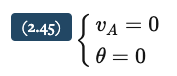 (2.45) { v_A = 0
θ = 0